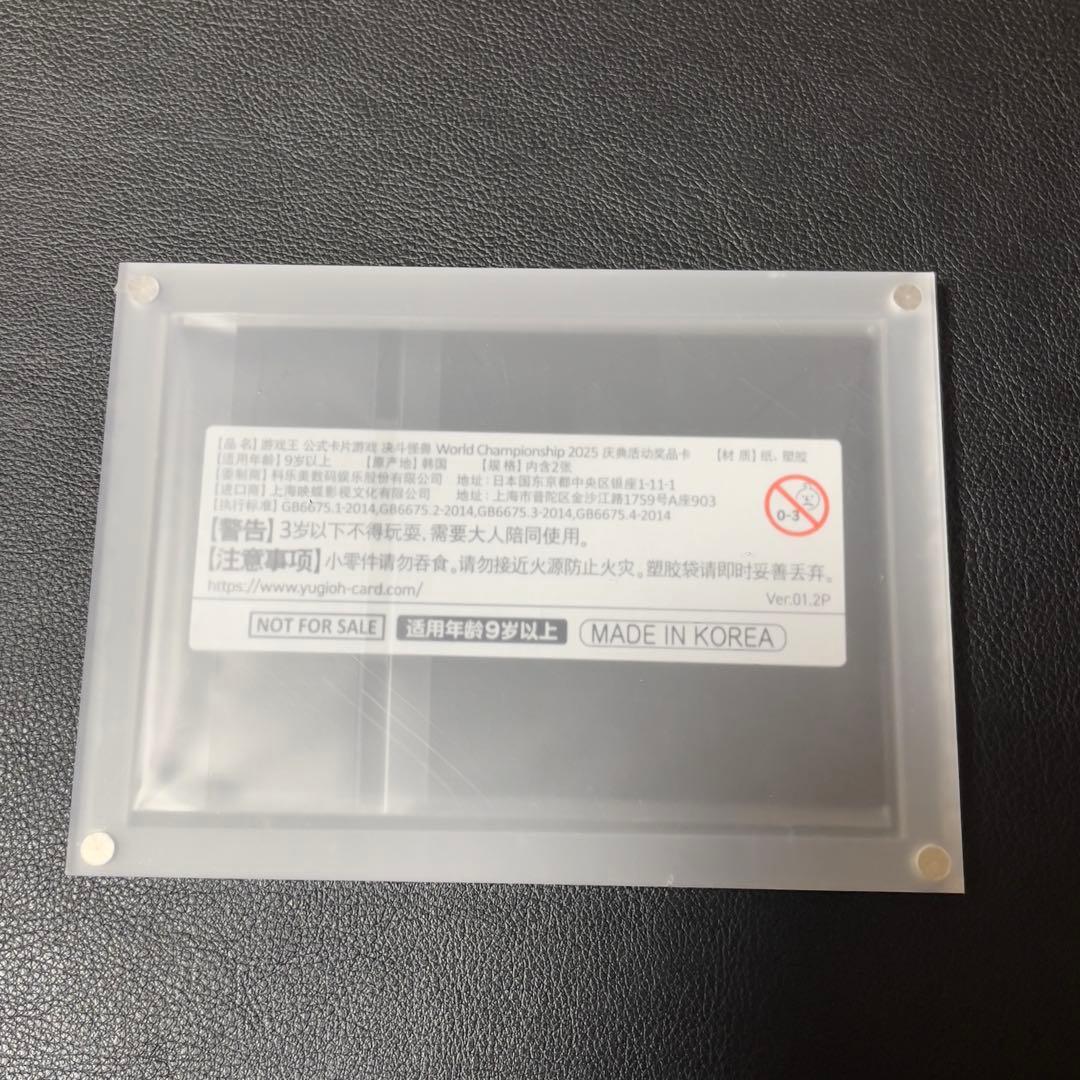 【品 名】游戏王 公式卡片游戏 决斗怪兽 World Championship 2025 庆典活动奖品卡 【材 质】纸、塑胶
【适用年龄】9岁以上 【原产地】韩国 【规 格】内含2张
【委制商】科乐美数码娱乐股份有限公司 地址：日本国东京都中央区银座1-11-1
【进口商】上海映蝶影视文化有限公司 地址：上海市普陀区金沙江路1759号A座903
【执行标准】GB6675.1-2014,GB6675.2-2014,GB6675.3-2014,GB6675.4-2014
0-3
【警告】3岁以下不得玩耍,需要大人陪同使用。
【注意事项】小零件请勿吞食。请勿接近火源防止火灾。塑胶袋请即时妥善丢弃。
https://www.yugioh-card.com/ Ver.01.2P
NOT FOR SALE 适用年龄9岁以上 MADE IN KOREA